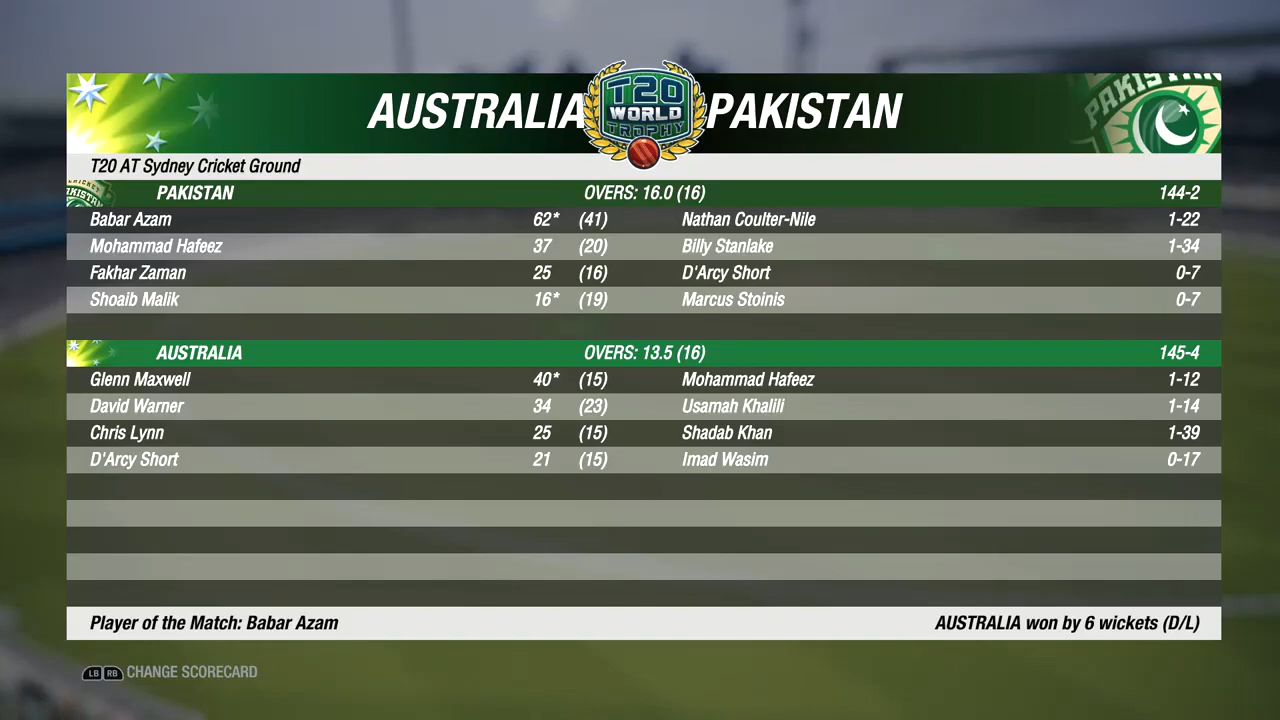 AUSTRALIA T20 WORLD TROPHY PAKISTAN
PAKISTAN
T20 AT Sydney Cricket Ground
PAKISTAN OVERS: 16.0 (16) 144-2
Babar Azam 62* (41) Nathan Coulter-Nile 1-22
Mohammad Hafeez 37 (20) Billy Stanlake 1-34
Fakhar Zaman 25 (16) D'Arcy Short 0-7
Shoaib Malik 16* (19) Marcus Stoinis 0-7
AUSTRALIA OVERS: 13.5 (16) 145-4
Glenn Maxwell 40* (15) Mohammad Hafeez 1-12
David Warner 34 (23) Usamah Khalili 1-14
Chris Lynn 25 (15) Shadab Khan 1-39
D'Arcy Short 21 (15) Imad Wasim 0-17
Player of the Match: Babar Azam AUSTRALIA won by 6 wickets (D/L)
LB RB CHANGE SCORECARD